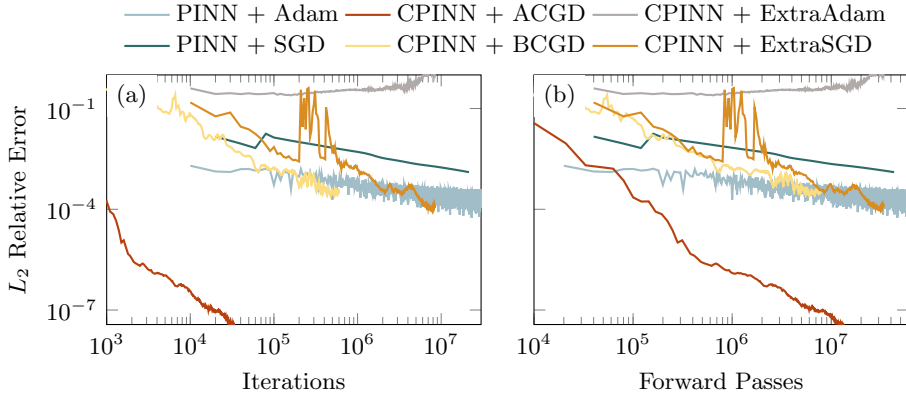 PINN + Adam CPINN + ACGD CPINN + ExtraAdam
PINN + SGD CPINN + BCGD CPINN + ExtraSGD
(a) (b)
10^{-1}
10^{-4}
10^{-7}
L_2 Relative Error
10^3 10^4 10^5 10^6 10^7 10^4 10^5 10^6 10^7
Iterations Forward Passes